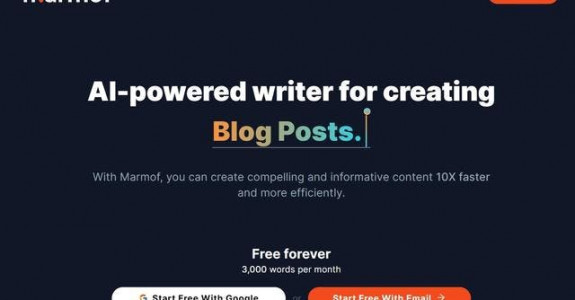 marmof
AI-powered writer for creating
Blog Posts.
With Marmof, you can create compelling and informative content 10X faster
and more efficiently.
Free forever
3,000 words per month
Start Free With Google or Start Free With Email →